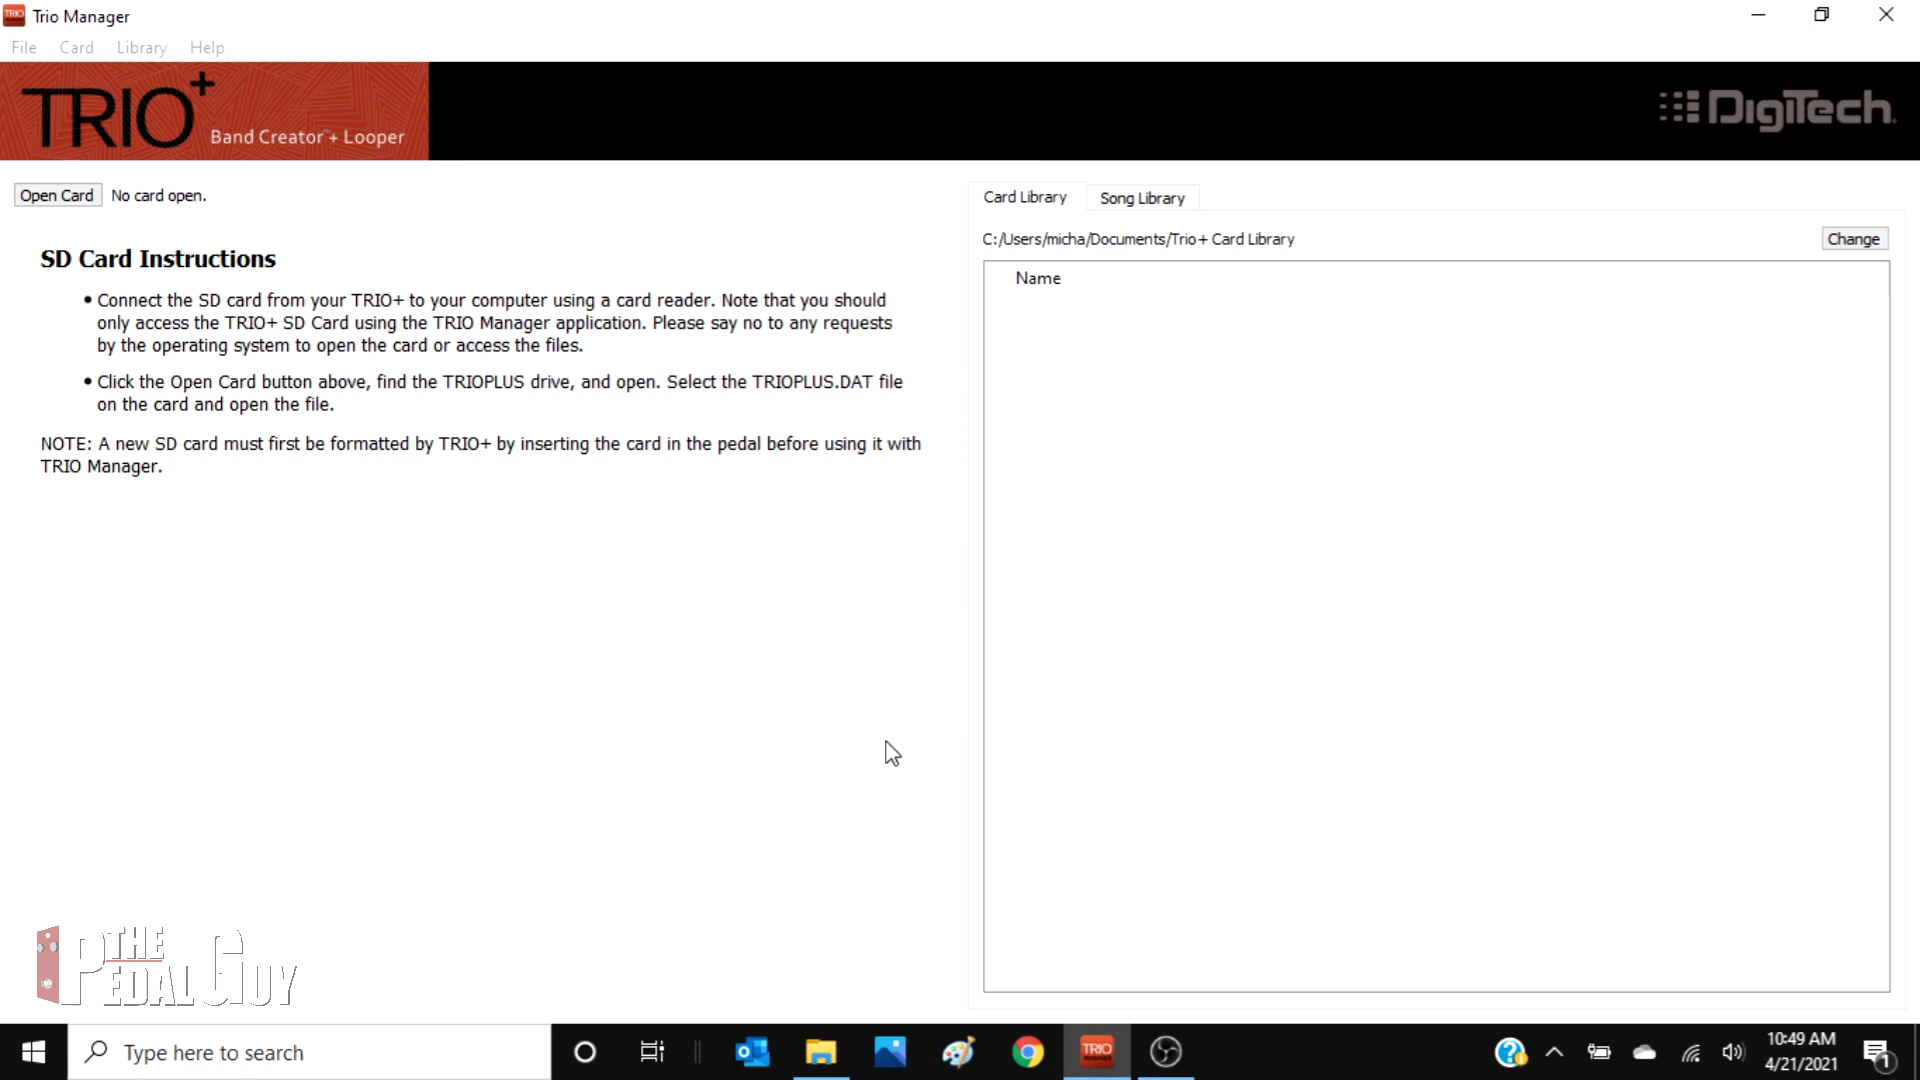 TRIO Trio Manager
File Card Library Help
TRIO+ Band Creator™+ Looper
DigiTech.
Open Card No card open.
Card Library Song Library
C:/Users/micha/Documents/Trio+ Card Library Change
Name
SD Card Instructions
• Connect the SD card from your TRIO+ to your computer using a card reader. Note that you should
only access the TRIO+ SD Card using the TRIO Manager application. Please say no to any requests
by the operating system to open the card or access the files.
• Click the Open Card button above, find the TRIOPLUS drive, and open. Select the TRIOPLUS.DAT file
on the card and open the file.
NOTE: A new SD card must first be formatted by TRIO+ by inserting the card in the pedal before using it with
TRIO Manager.
THE
PEDAL GUY
Type here to search
TRIO
10:49 AM
4/21/2021
1